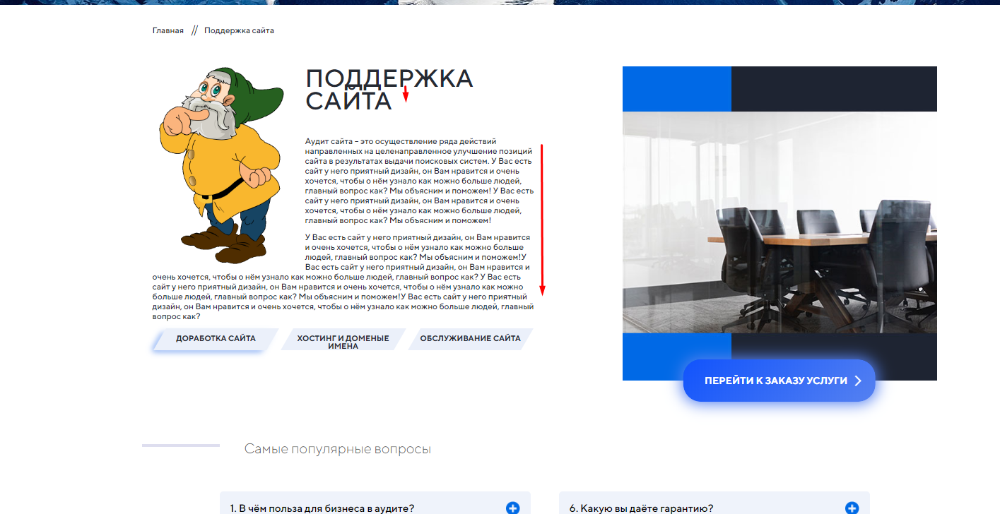 Главная // Поддержка сайта
ПОДДЕРЖКА
САЙТА
Аудит сайта – это осуществление ряда действий
направленных на целенаправленное улучшение позиций
сайта в результатах выдачи поисковых систем. У Вас есть
сайт у него приятный дизайн, он Вам нравится и очень
хочется, чтобы о нём узнало как можно больше людей,
главный вопрос как? Мы объясним и поможем! У Вас есть
сайт у него приятный дизайн, он Вам нравится и очень
хочется, чтобы о нём узнало как можно больше людей,
главный вопрос как? Мы объясним и поможем!
У Вас есть сайт у него приятный дизайн, он Вам нравится
и очень хочется, чтобы о нём узнало как можно больше
людей, главный вопрос как? Мы объясним и поможем!У
Вас есть сайт у него приятный дизайн, он Вам нравится и
очень хочется, чтобы о нём узнало как можно больше людей, главный вопрос как? У Вас есть
сайт у него приятный дизайн, он Вам нравится и очень хочется, чтобы о нём узнало как можно
больше людей, главный вопрос как? Мы объясним и поможем!У Вас есть сайт у него приятный
дизайн, он Вам нравится и очень хочется, чтобы о нём узнало как можно больше людей, главный
вопрос как?
ДОРАБОТКА САЙТА
ХОСТИНГ И ДОМЕНЫЕ
ИМЕНА
ОБСЛУЖИВАНИЕ САЙТА
ПЕРЕЙТИ К ЗАКАЗУ УСЛУГИ
Самые популярные вопросы
1. В чём польза для бизнеса в аудите?
6. Какую вы даёте гарантию?